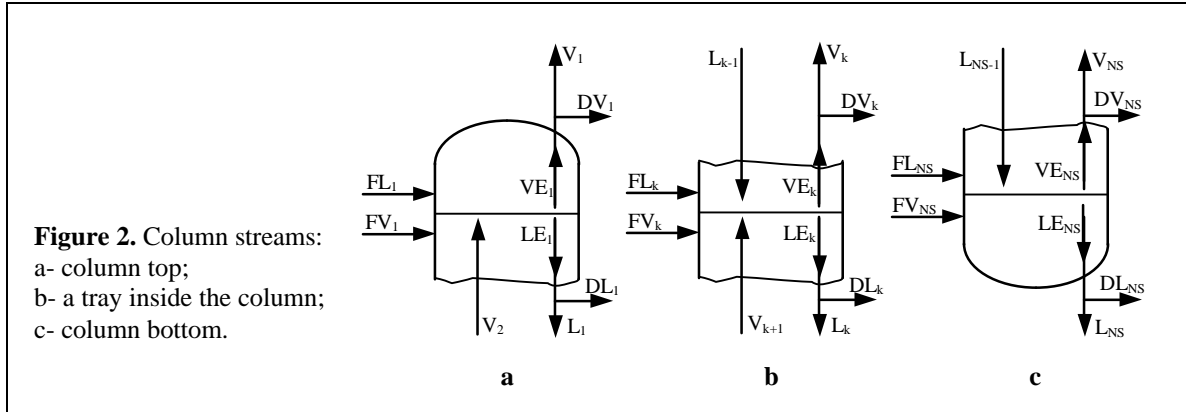 V1
DV1
FL1
VE1
FV1
LE1
DL1
V2
L1
a
Lk-1
Vk
DVk
FLk
VEk
FVk
LEk
DLk
Vk+1
Lk
b
LNS-1
VNS
DVNS
FLNS
VENS
FVNS
LENS
DLNS
LNS
c
Figure 2. Column streams:
a- column top;
b- a tray inside the column;
c- column bottom.